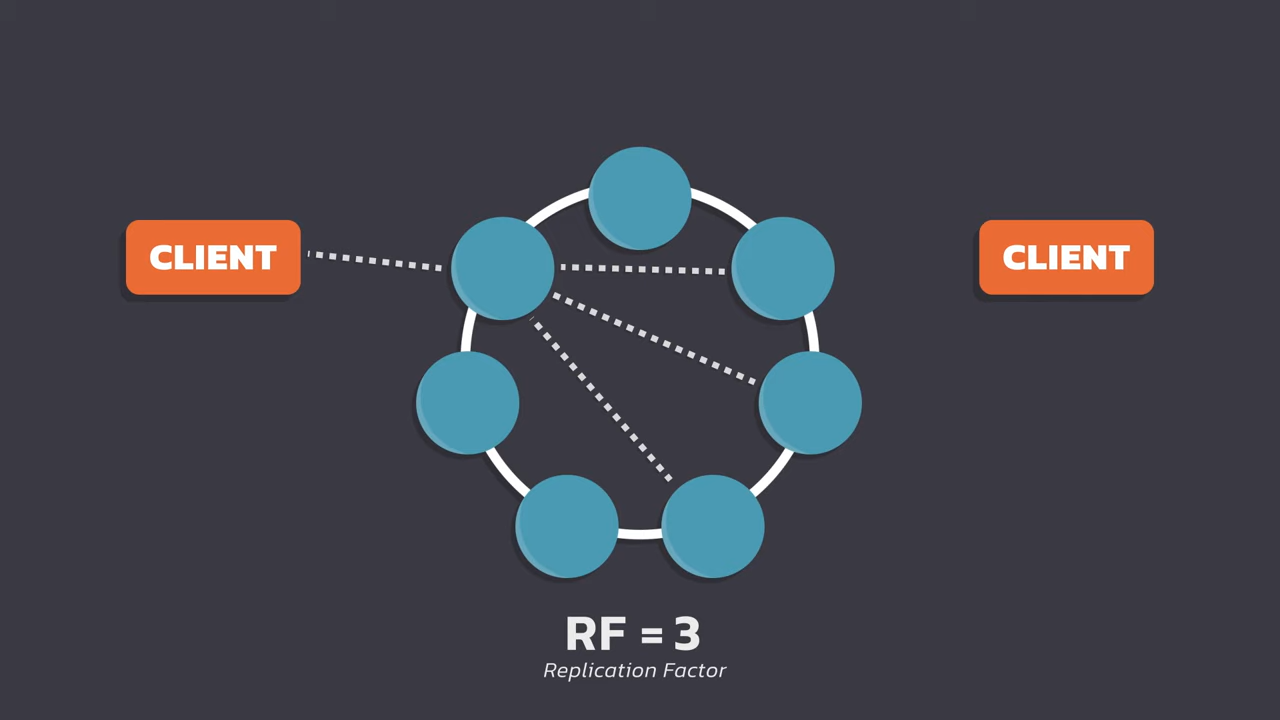 CLIENT
CLIENT
RF = 3
Replication Factor